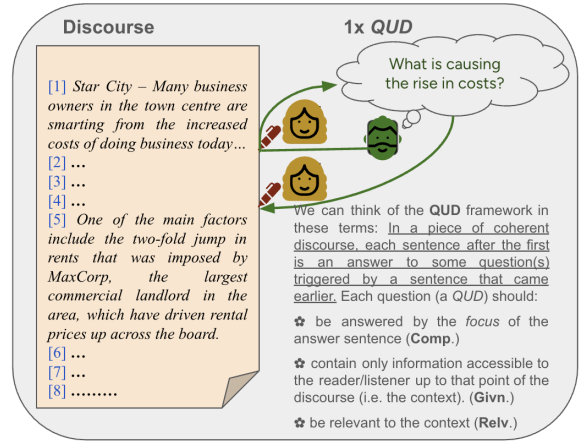 Discourse
1x QUD
[1] Star City – Many business
owners in the town centre are
smarting from the increased
costs of doing business today…
[2] ...
[3] ...
[4] ...
[5] One of the main factors
include the two-fold jump in
rents that was imposed by
MaxCorp, the largest
commercial landlord in the
area, which have driven rental
prices up across the board.
[6] ...
[7] ...
[8] .........
What is causing
the rise in costs?
We can think of the QUD framework in
these terms: In a piece of coherent
discourse, each sentence after the first
is an answer to some question(s)
triggered by a sentence that came
earlier. Each question (a QUD) should:
✿ be answered by the focus of the
answer sentence (Comp.)
✿ contain only information accessible to
the reader/listener up to that point of the
discourse (i.e. the context). (Givn.)
✿ be relevant to the context (Relv.)